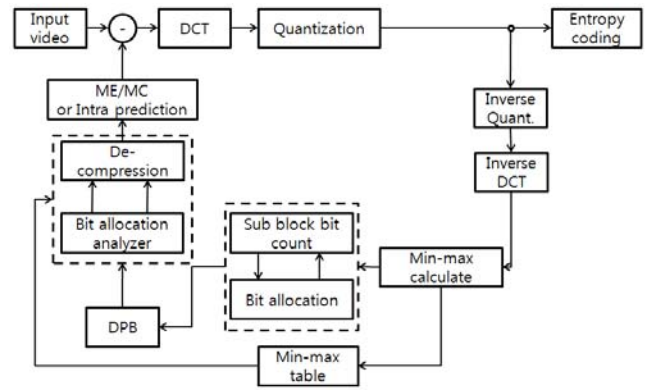 Input
video
-
DCT
Quantization
Entropy
coding
ME/MC
or Intra prediction
Inverse
Quant.
De-
compression
Inverse
DCT
Bit allocation
analyzer
Sub block bit
count
Min-max
calculate
Bit allocation
DPB
Min-max
table